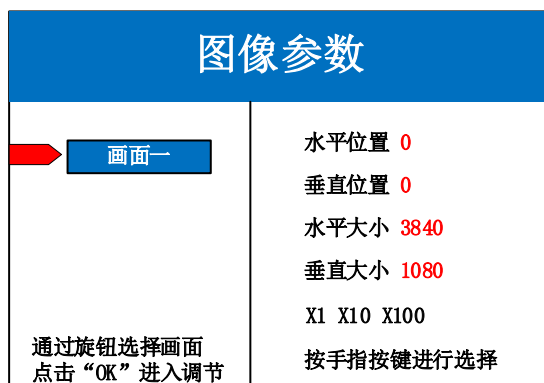 图像参数
画面一
通过旋钮选择画面
点击“OK”进入调节
水平位置 0
垂直位置 0
水平大小 3840
垂直大小 1080
X1 X10 X100
按手指按键进行选择